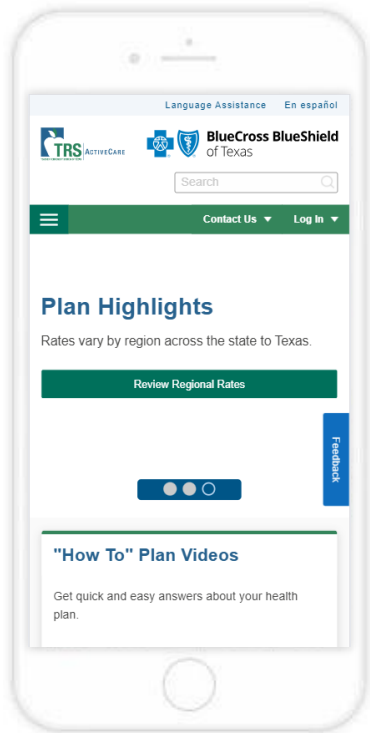 Language Assistance En español
TRS ActiveCare
BlueCross BlueShield
of Texas
Search
Contact Us Log In
Plan Highlights
Rates vary by region across the state to Texas.
Review Regional Rates
Feedback
"How To" Plan Videos
Get quick and easy answers about your health
plan.